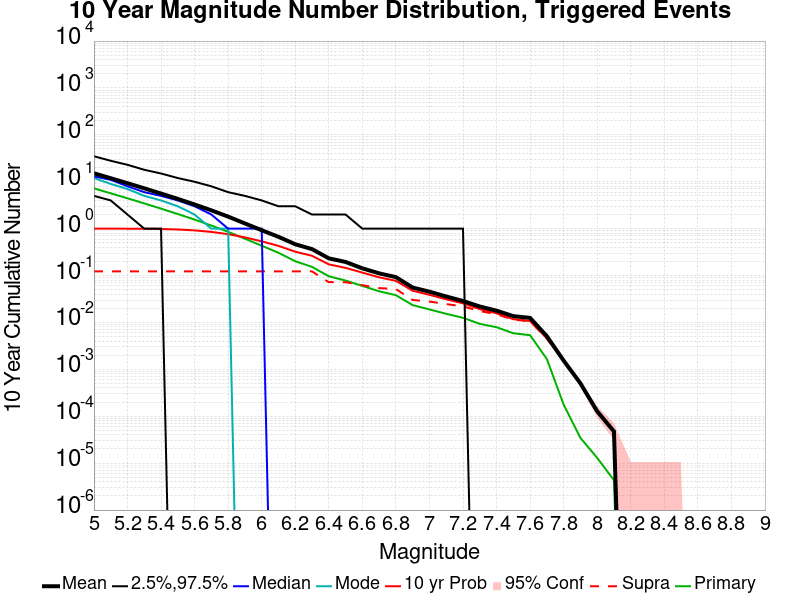 10 Year Magnitude Number Distribution, Triggered Events
10 Year Cumulative Number
10^4
10^3
10^2
10^1
10^0
10^-1
10^-2
10^-3
10^-4
10^-5
10^-6
5 5.2 5.4 5.6 5.8 6 6.2 6.4 6.6 6.8 7 7.2 7.4 7.6 7.8 8 8.2 8.4 8.6 8.8 9
Magnitude
Mean 2.5%,97.5% Median Mode 10 yr Prob 95% Conf Supra Primary